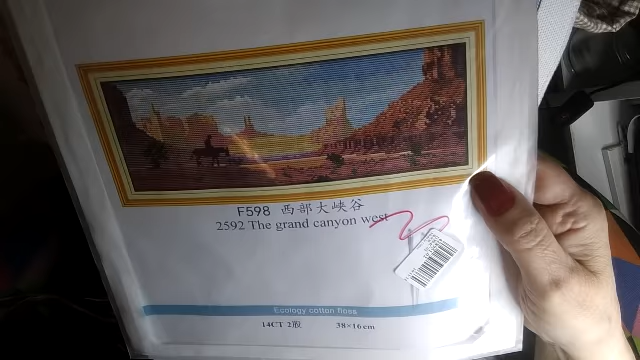 F598 西部大峡谷
2592 The grand canyon west
Ecology cotton floss
14CT 2股 38×16cm